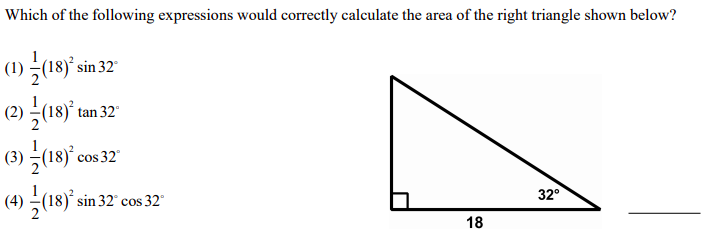 Which of the following expressions would correctly calculate the area of the right triangle shown below?
(1) 1/2(18)² sin 32°
(2) 1/2(18)² tan 32°
(3) 1/2(18)² cos 32°
(4) 1/2(18)² sin 32° cos 32°
32°
18